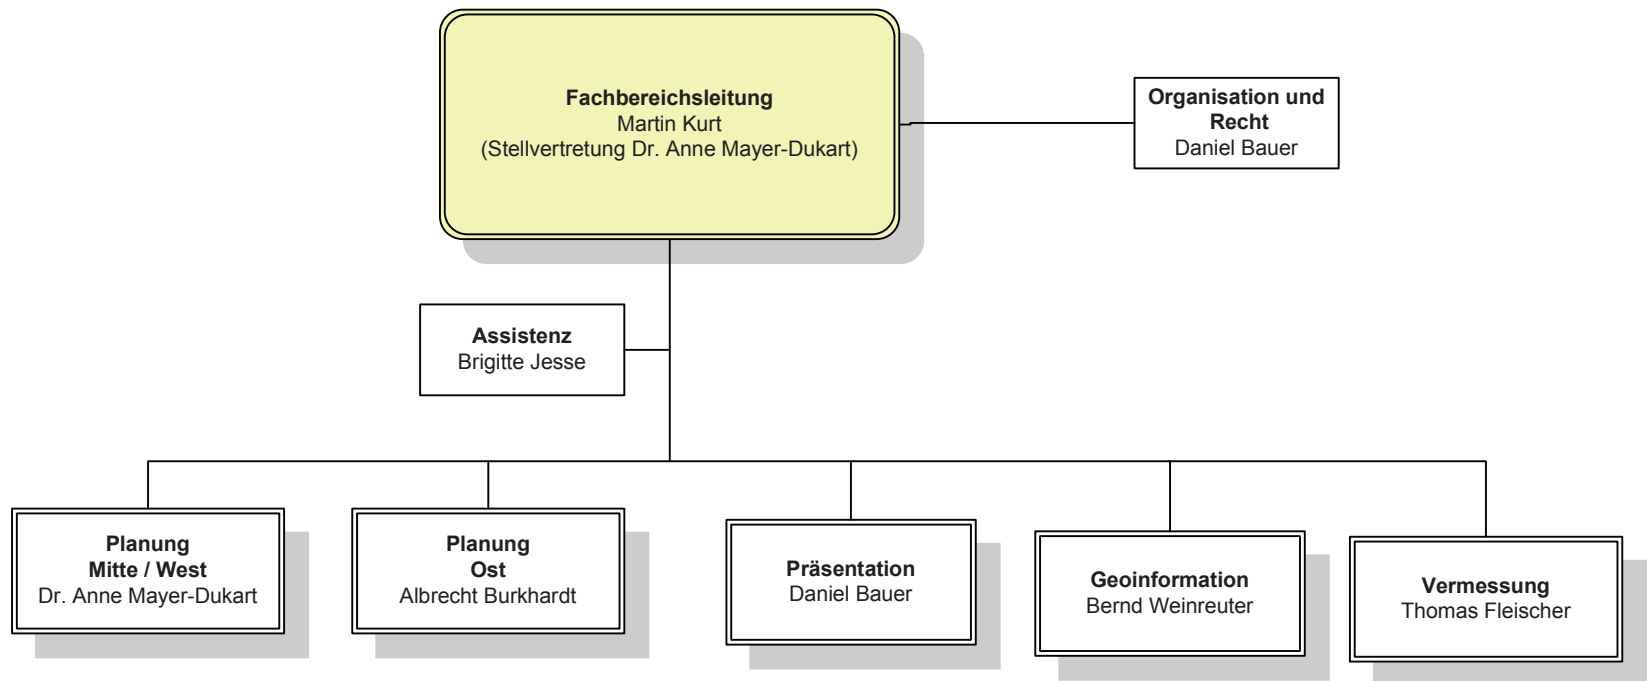 Fachbereichsleitung
Martin Kurt
(Stellvertretung Dr. Anne Mayer-Dukart)
Organisation und
Recht
Daniel Bauer
Assistenz
Brigitte Jesse
Planung
Mitte / West
Dr. Anne Mayer-Dukart
Planung
Ost
Albrecht Burkhardt
Präsentation
Daniel Bauer
Geoinformation
Bernd Weinreuter
Vermessung
Thomas Fleischer